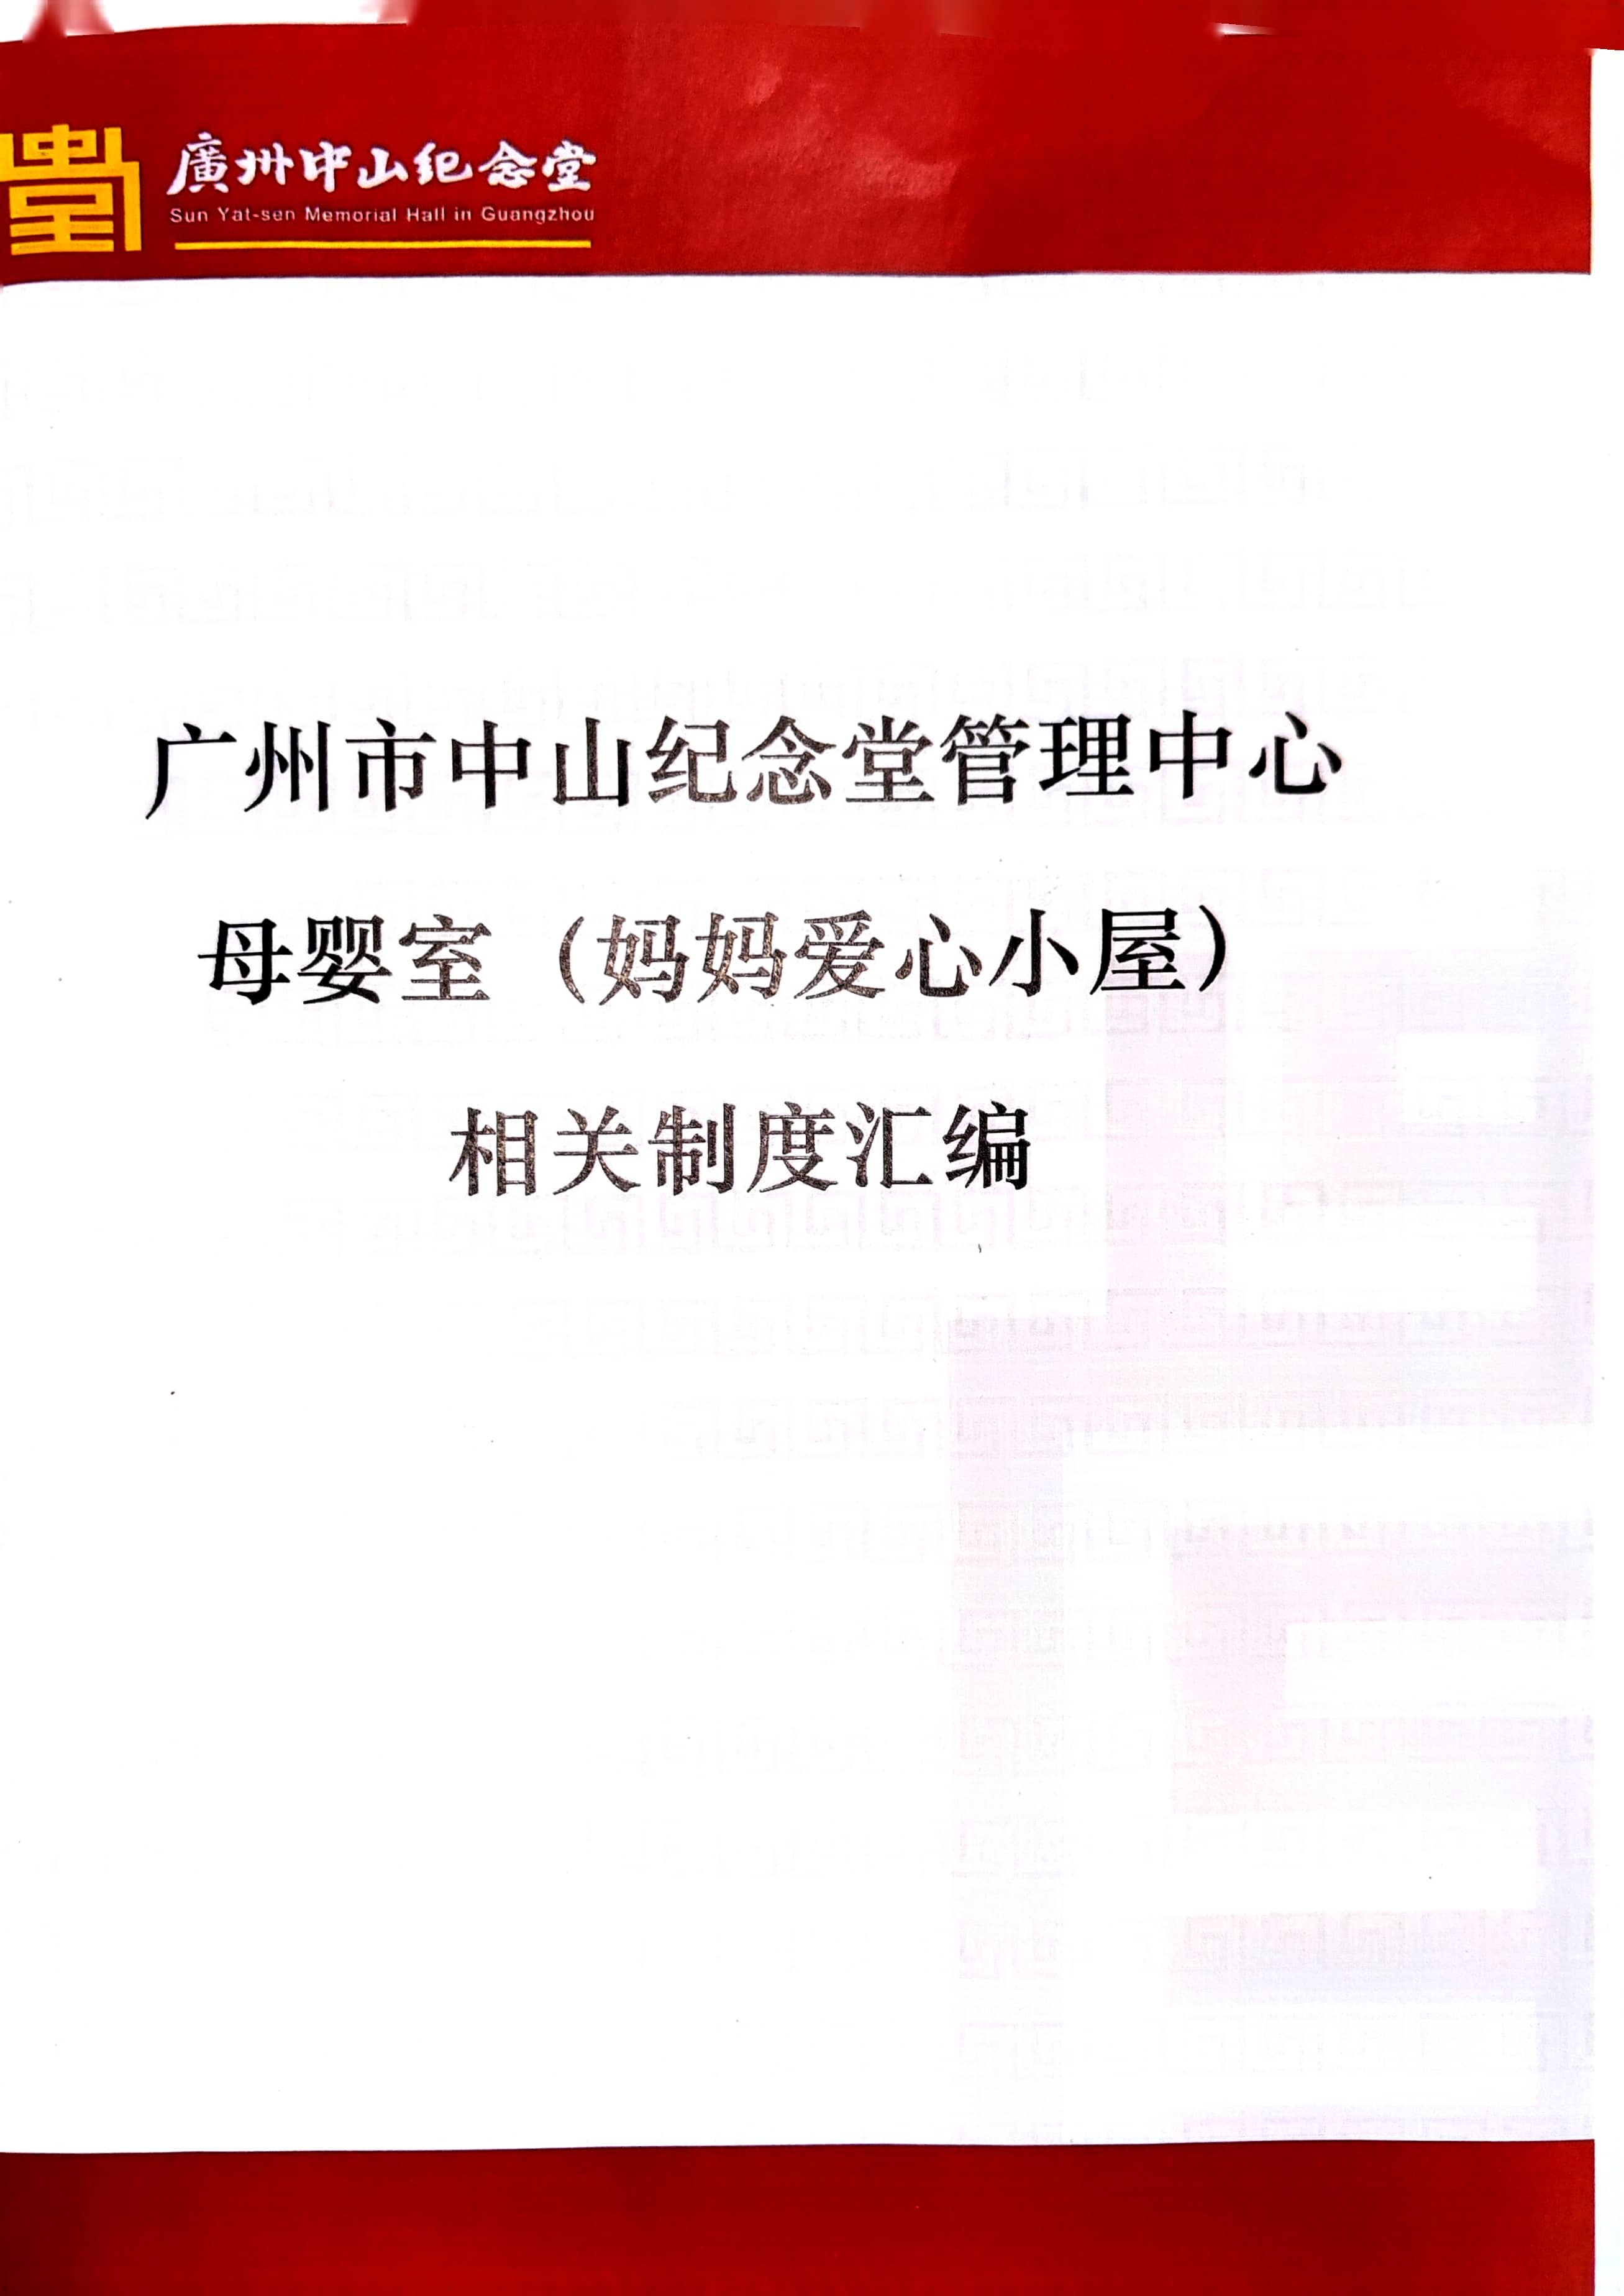 廣州中山纪念堂
Sun Yat-sen Memorial Hall in Guangzhou
广州市中山纪念堂管理中心
母婴室（妈妈爱心小屋）
相关制度汇编